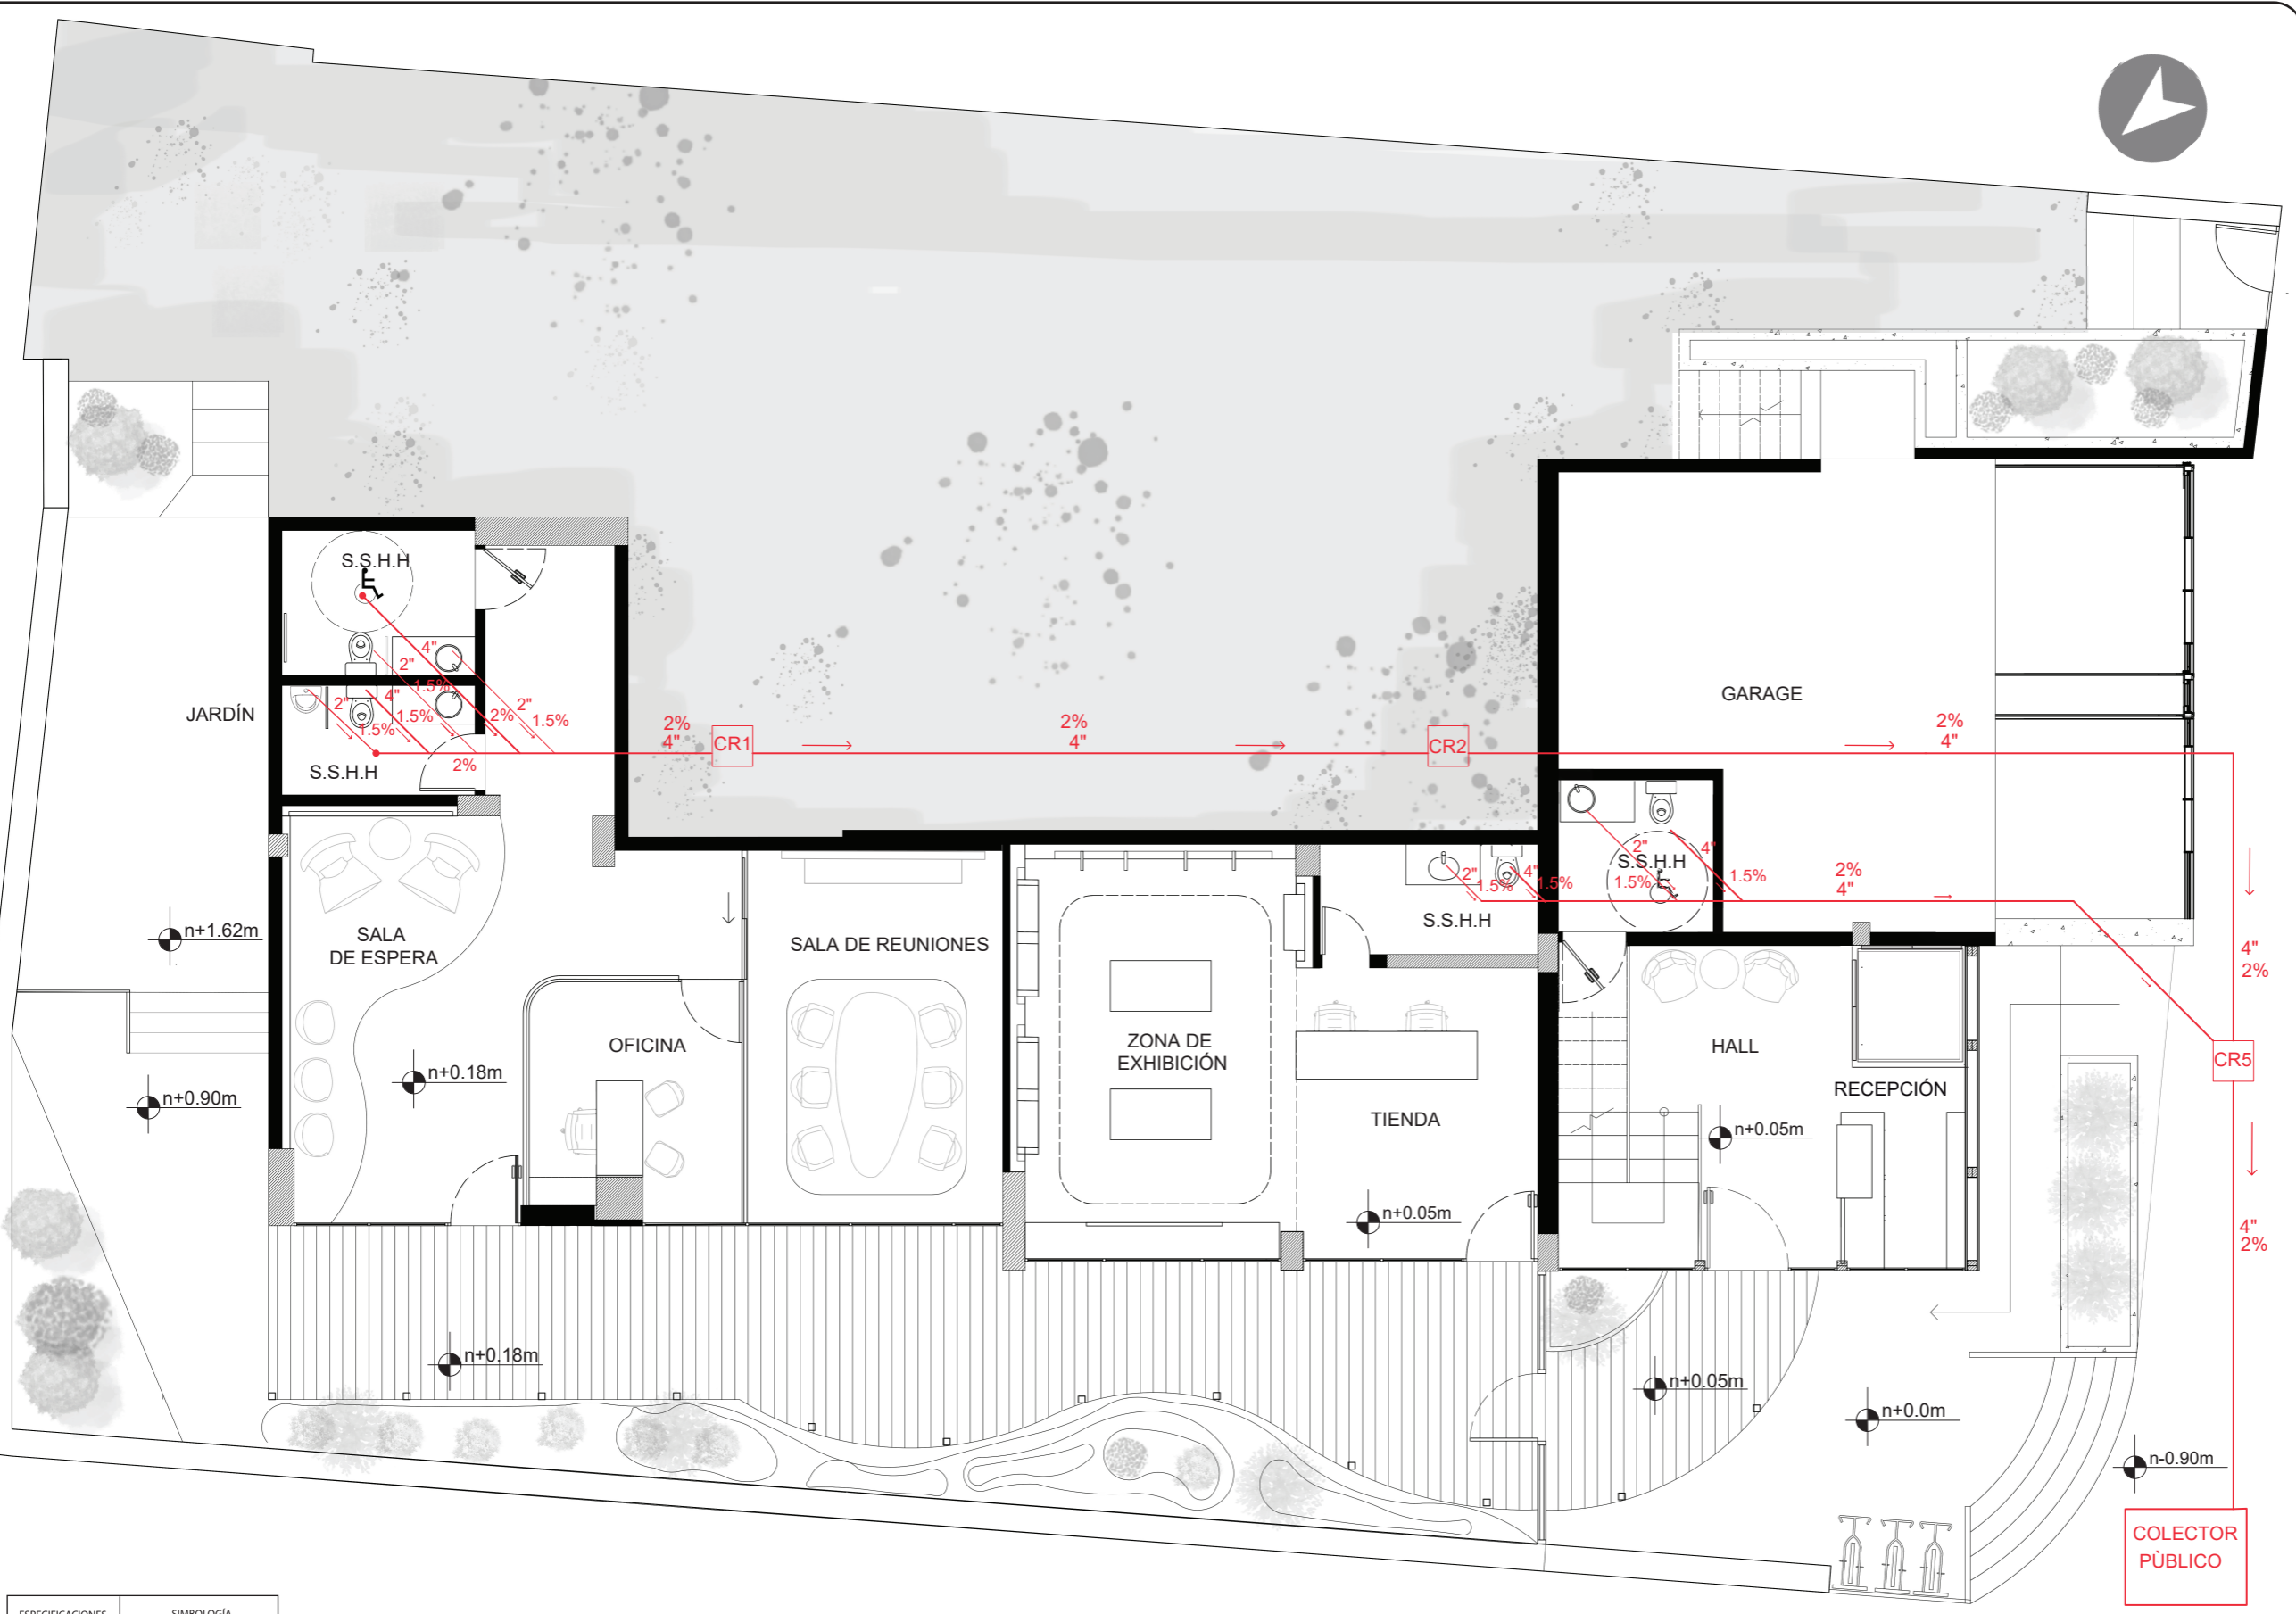 S.S.H.H
4"
2"
1.5%
2"
4"
2"
1.5%
1.5%
2%
1.5%
JARDÍN
S.S.H.H
2%
2%
4"
CR1
2%
4"
CR2
GARAGE
2%
4"
2"
S.S.H.H
4"
1.5%
1.5%
2%
4"
2"
1.5%
4"
1.5%
S.S.H.H
n+1.62m
SALA
DE ESPERA
SALA DE REUNIONES
4"
2%
OFICINA
ZONA DE
EXHIBICIÓN
HALL
CR5
n+0.90m
n+0.18m
RECEPCIÓN
TIENDA
n+0.05m
n+0.05m
4"
2%
n+0.18m
n+0.05m
n+0.0m
n-0.90m
COLECTOR
PÙBLICO
ESPECIFICACIONES
SIMBOLOGÍA